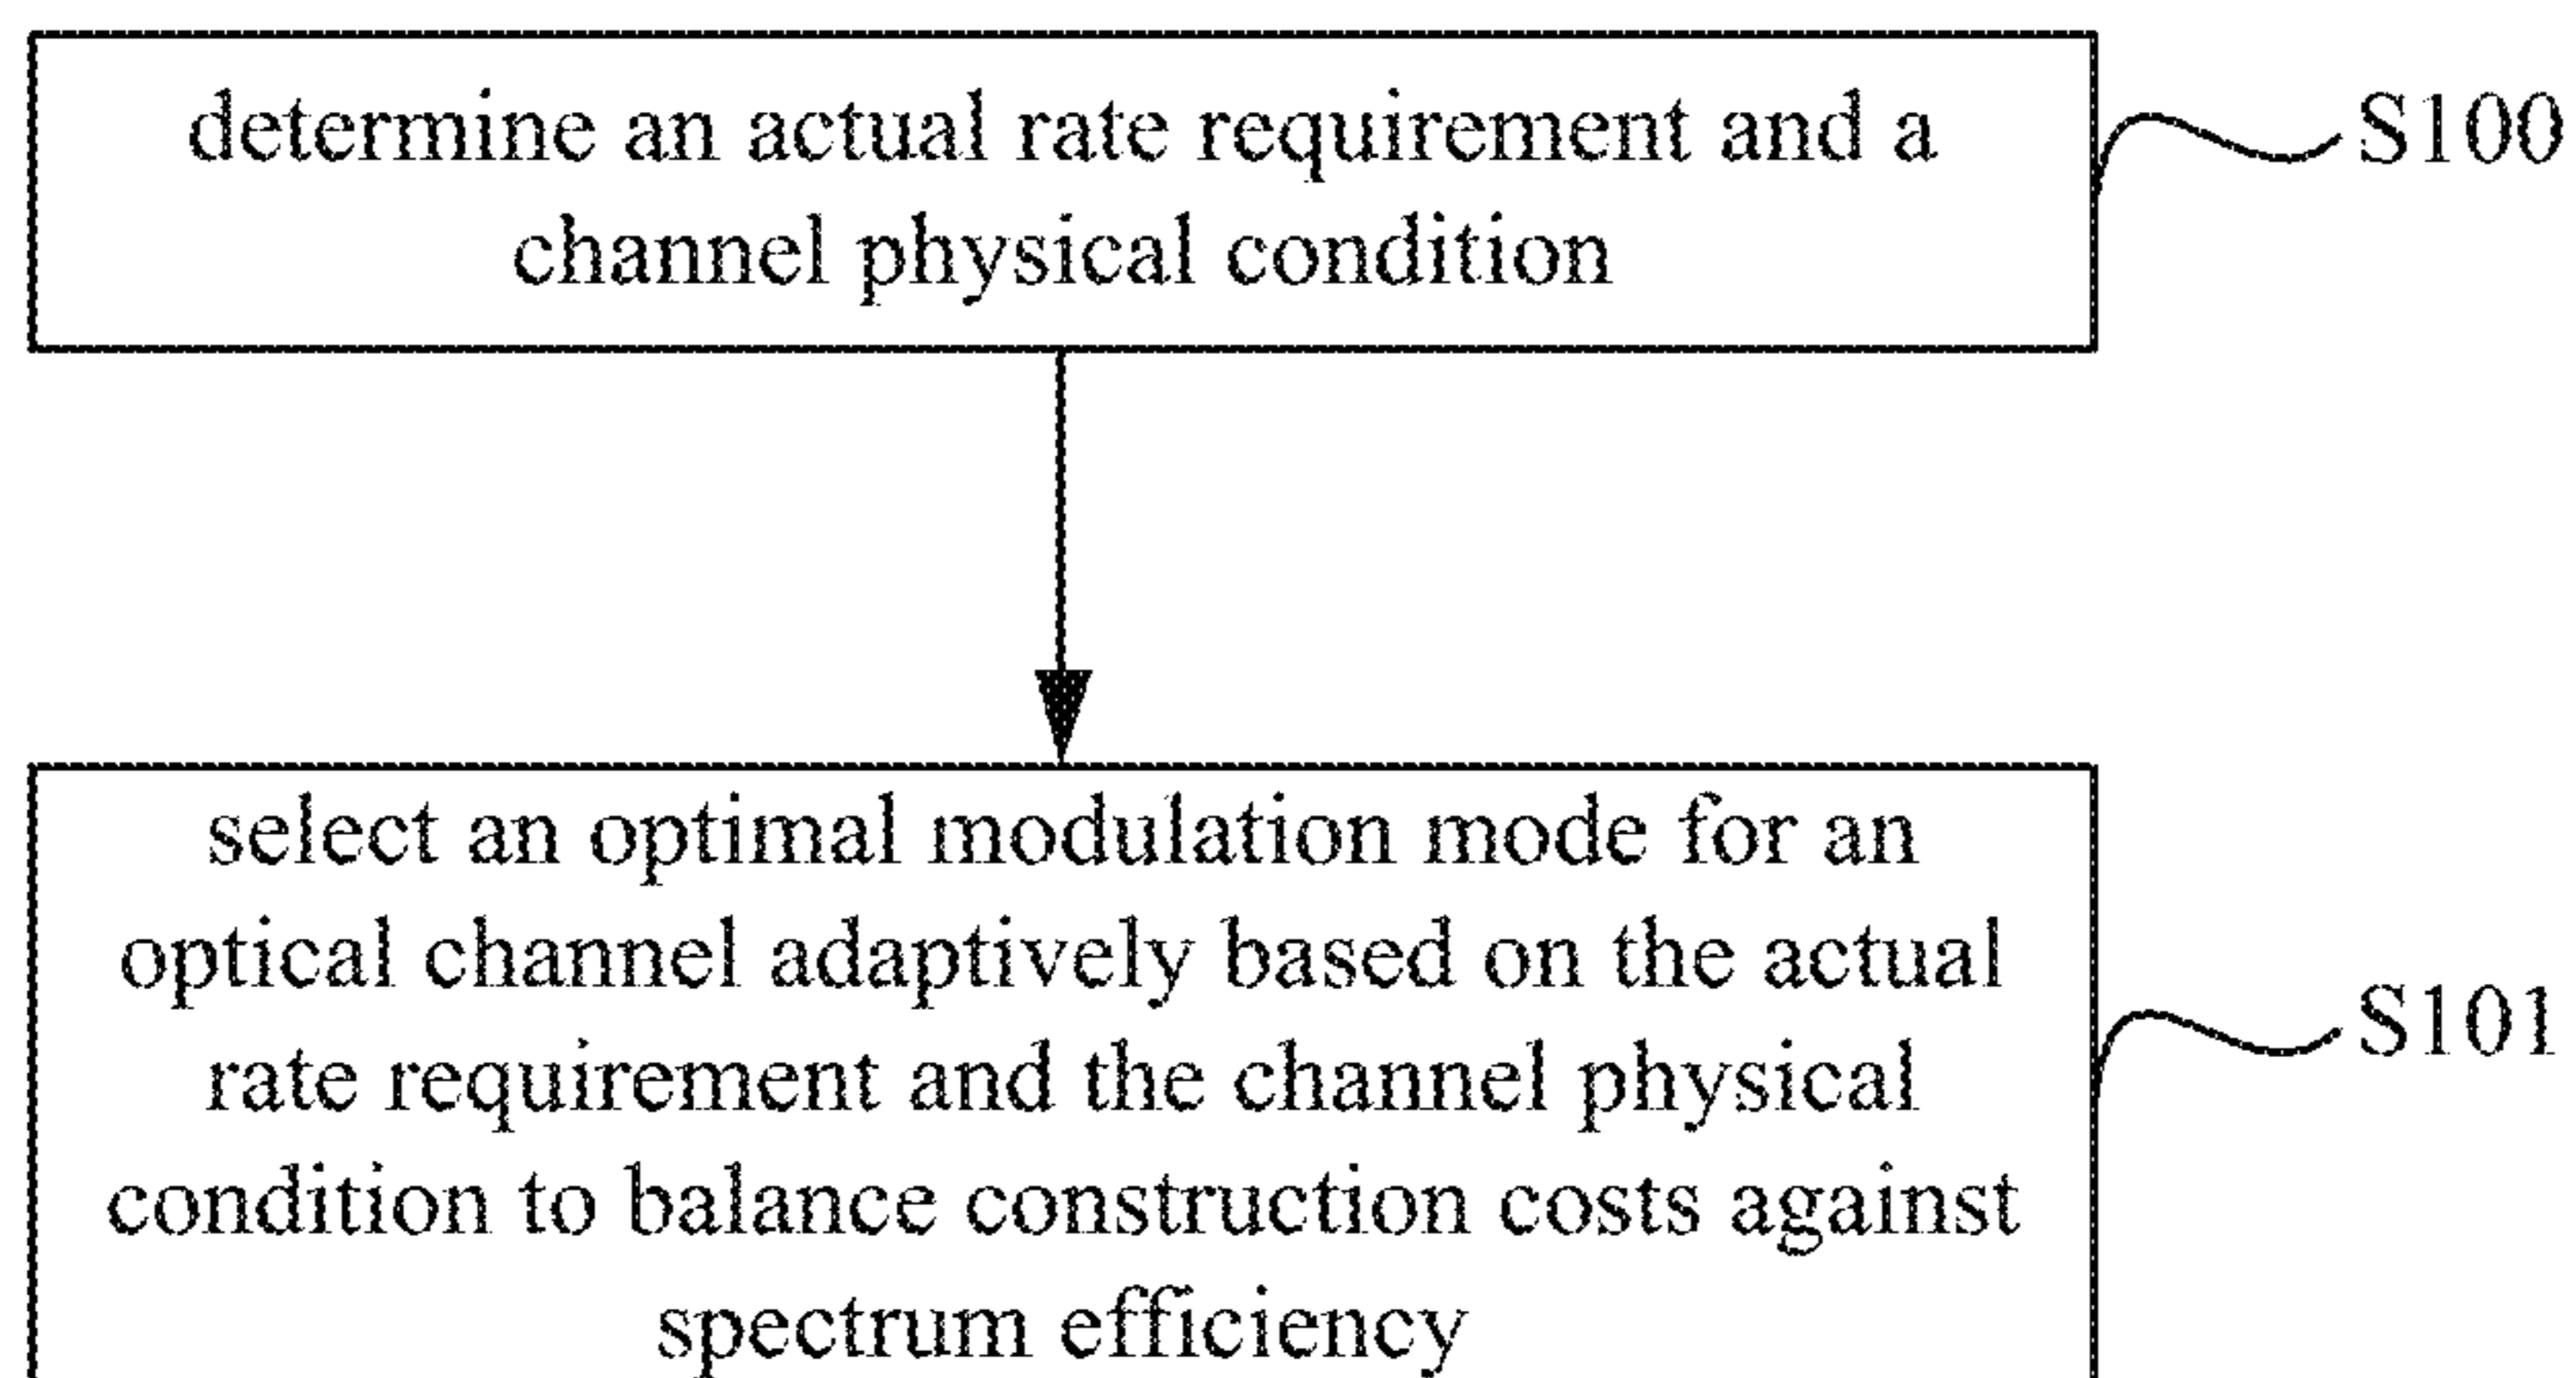 determine an actual rate requirement and a
channel physical condition
S100
select an optimal modulation mode for an
optical channel adaptively based on the actual
rate requirement and the channel physical
condition to balance construction costs against
spectrum efficiency
S101